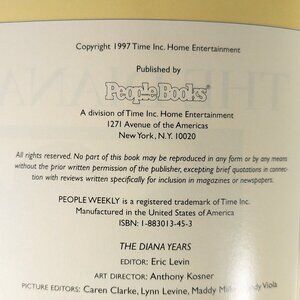 Copyright 1997 Time Inc. Home Entertainment
Published by
People Books
A division of Time Inc. Home Entertainment
1271 Avenue of the Americas
New York, N.Y. 10020
All rights reserved. No part of this book may be reproduced in any form or by any means
without the prior written permission of the publisher, excepting brief quotations in connec-
tion with reviews written specifically for inclusion in magazines or newspapers.
PEOPLE WEEKLY is a registered trademark of Time Inc.
Manufactured in the United States of America
ISBN: 1-883013-45-3
THE DIANA YEARS
EDITOR: Eric Levin
ART DIRECTOR: Anthony Kosner
PICTURE EDITORS: Caren Clarke, Lynn Levine, Maddy Viola